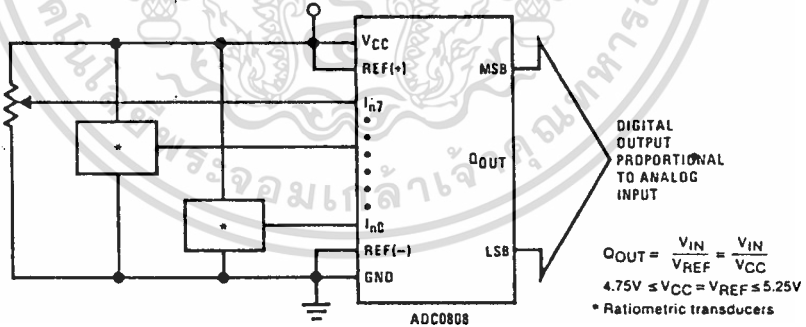 VCC
REF(+)
MSB
In7
DIGITAL
OUTPUT
PROPORTIONAL
TO ANALOG
INPUT
*
QOUT
*
In0
REF(−)
LSB
GND
QOUT = VIN/VREF = VIN/VCC
4.75V ≤ VCC = VREF ≤ 5.25V
* Ratiometric transducers
ADC0808